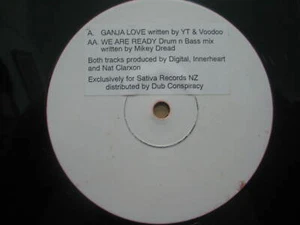 A. GANJA LOVE written by YT & Voodoo
AA. WE ARE READY Drum n Bass mix
written by Mikey Dread
Both tracks produced by Digital, Innerheart
and Nat Clarxon
Exclusively for Sativa Records NZ
distributed by Dub Conspiracy